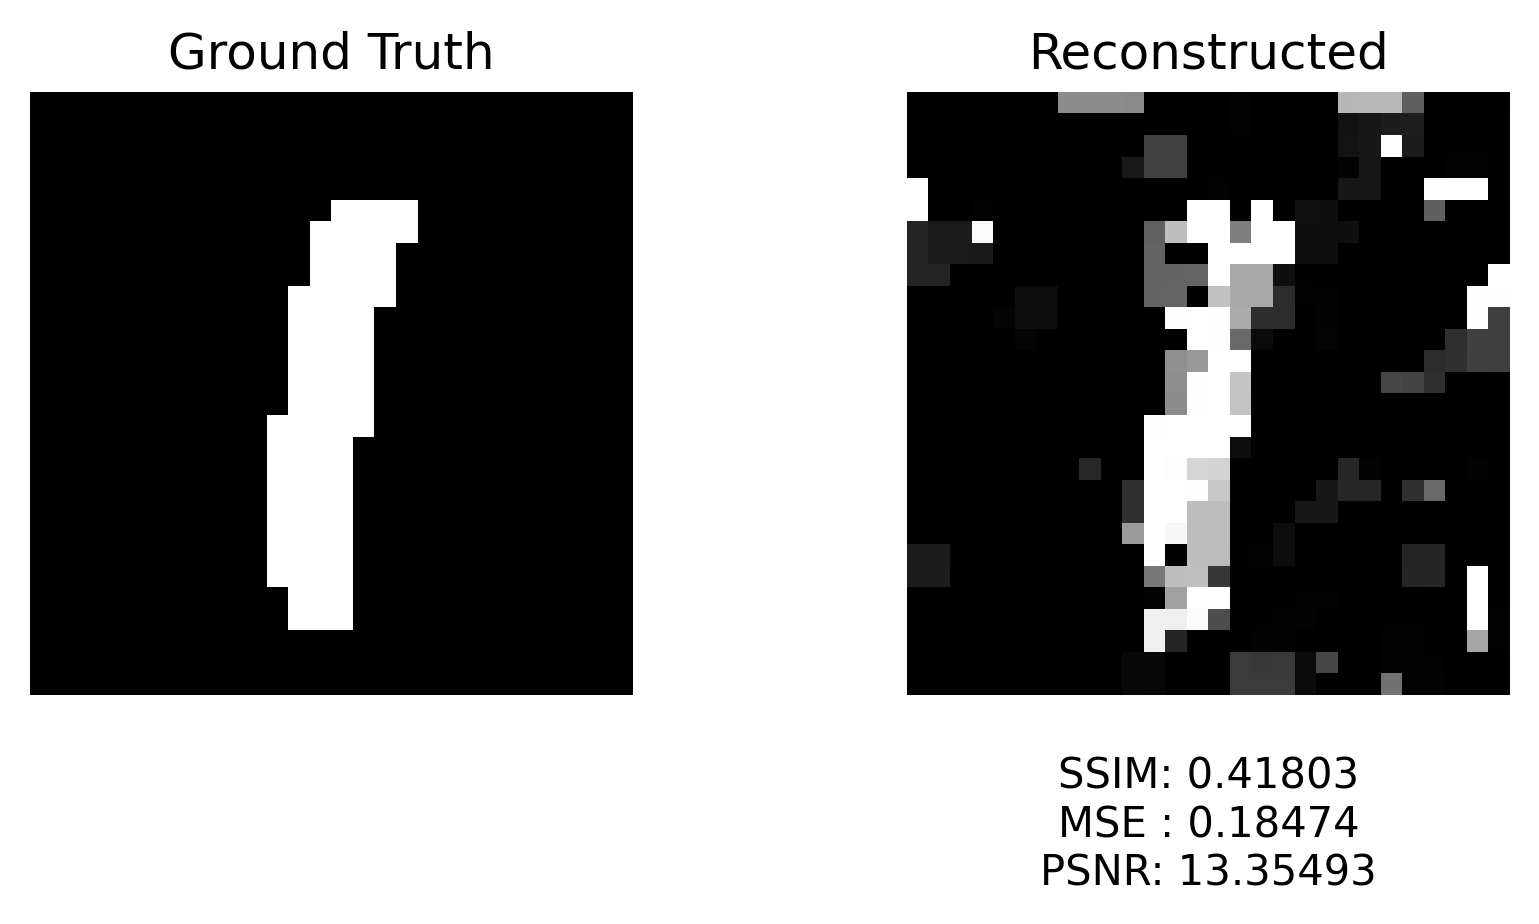 Ground Truth
Reconstructed
SSIM: 0.41803
MSE : 0.18474
PSNR: 13.35493